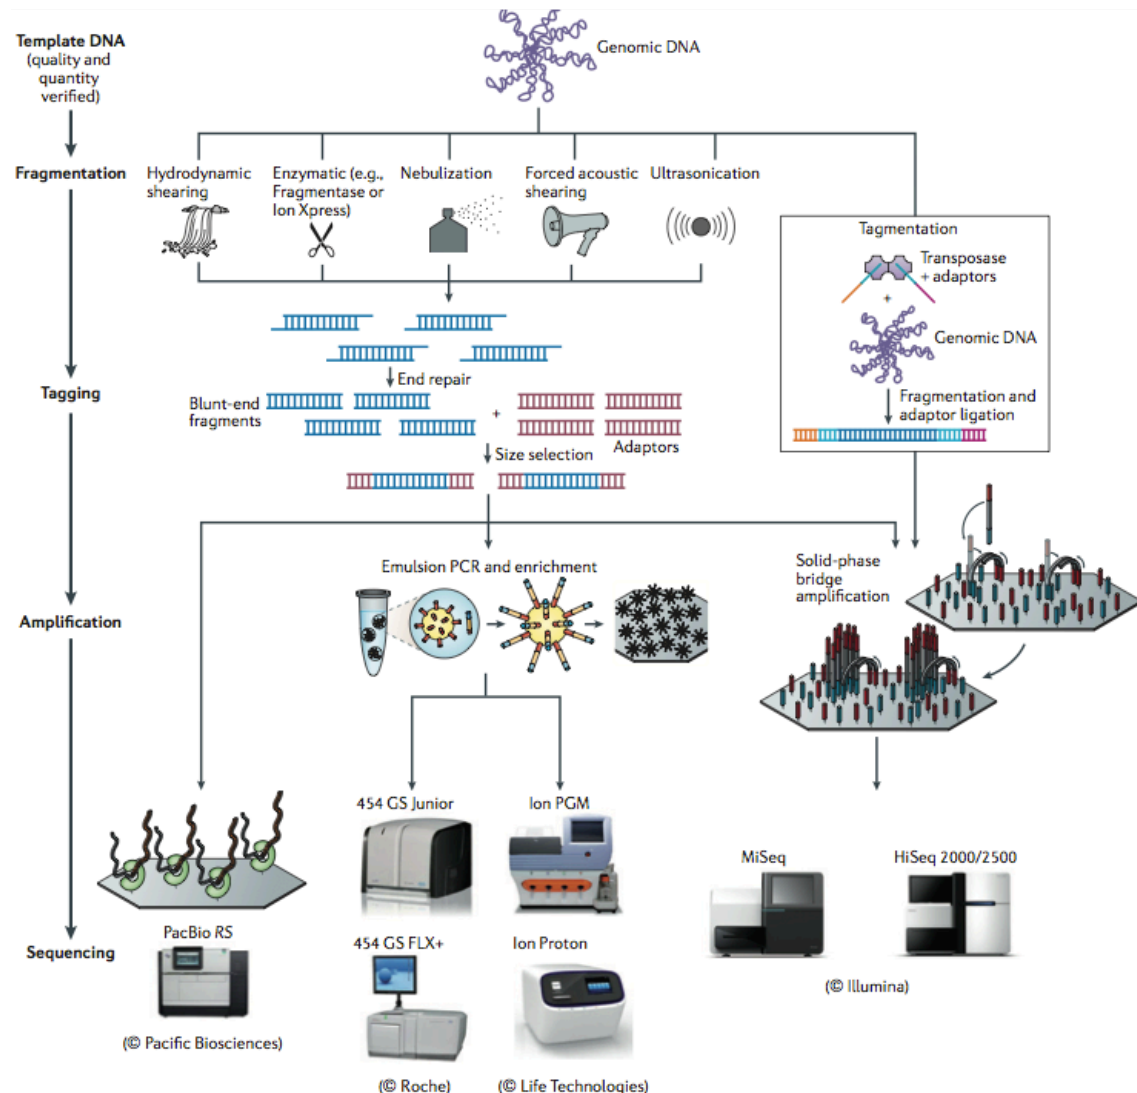 Template DNA
(quality and
quantity
verified)
Genomic DNA
Fragmentation
Hydrodynamic
shearing
Enzymatic (e.g.,
Fragmentase or
Ion Xpress)
Nebulization
Forced acoustic
shearing
Ultrasonication
Tagmentation
Transposase
+ adaptors
+
Genomic DNA
Fragmentation and
adaptor ligation
Tagging
End repair
Blunt-end
fragments
+
Adaptors
Size selection
Amplification
Emulsion PCR and enrichment
Solid-phase
bridge
amplification
Sequencing
PacBio RS
(© Pacific Biosciences)
454 GS Junior
Ion PGM
454 GS FLX+
Ion Proton
(© Roche)
(© Life Technologies)
MiSeq
HiSeq 2000/2500
(© Illumina)